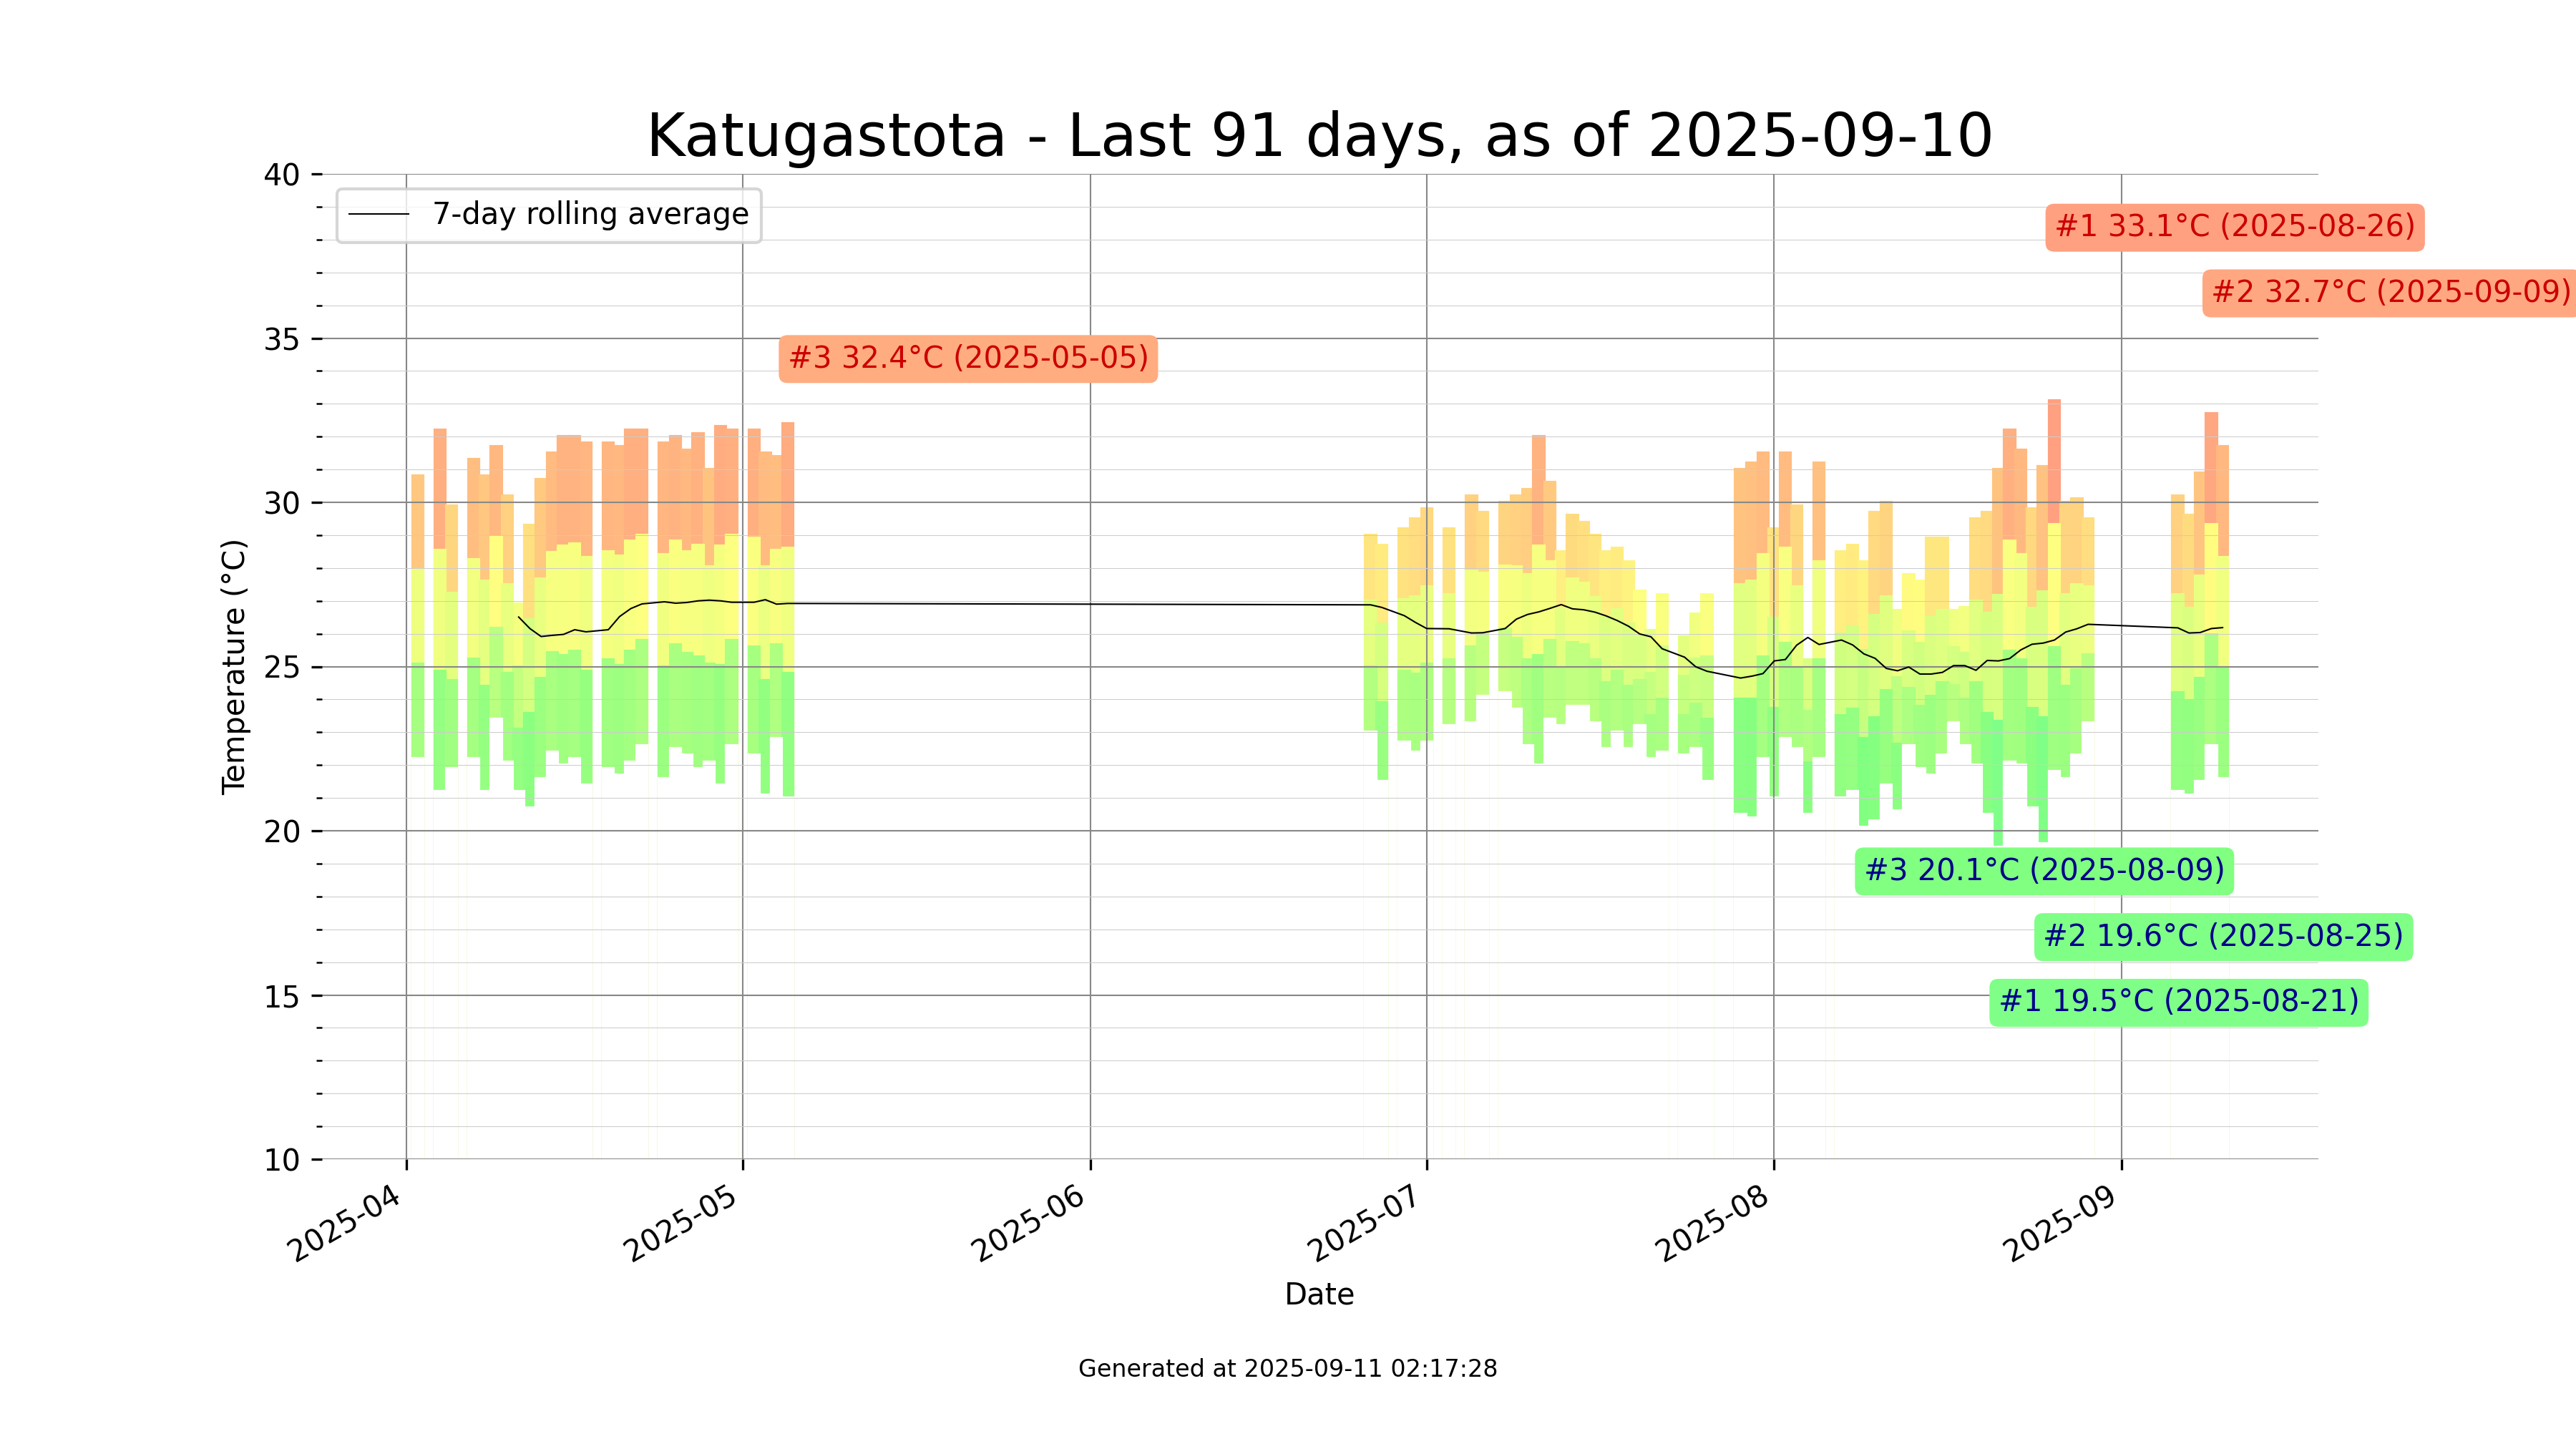 Katugastota - Last 91 days, as of 2025-09-10
7-day rolling average
#1 33.1°C (2025-08-26)
#2 32.7°C (2025-09-09)
#3 32.4°C (2025-05-05)
#3 20.1°C (2025-08-09)
#2 19.6°C (2025-08-25)
#1 19.5°C (2025-08-21)
Temperature (°C)
40
35
30
25
20
15
10
2025-04
2025-05
2025-06
2025-07
2025-08
2025-09
Date
Generated at 2025-09-11 02:17:28